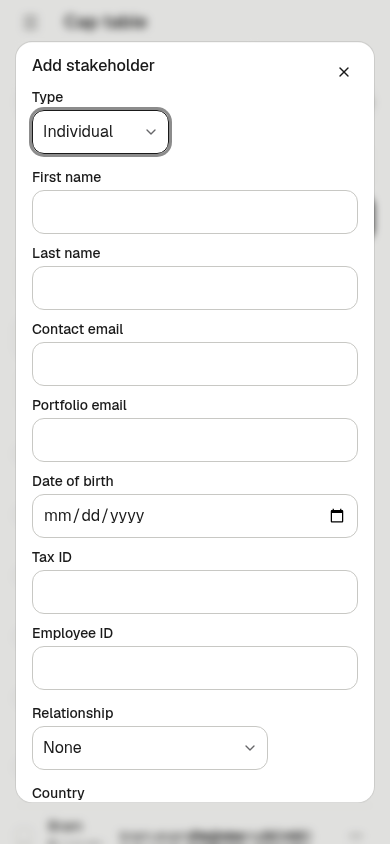 Cap table
Add stakeholder
Type
Individual
First name
Last name
Contact email
Portfolio email
Date of birth
mm/dd/yyyy
Tax ID
Employee ID
Relationship
None
Country